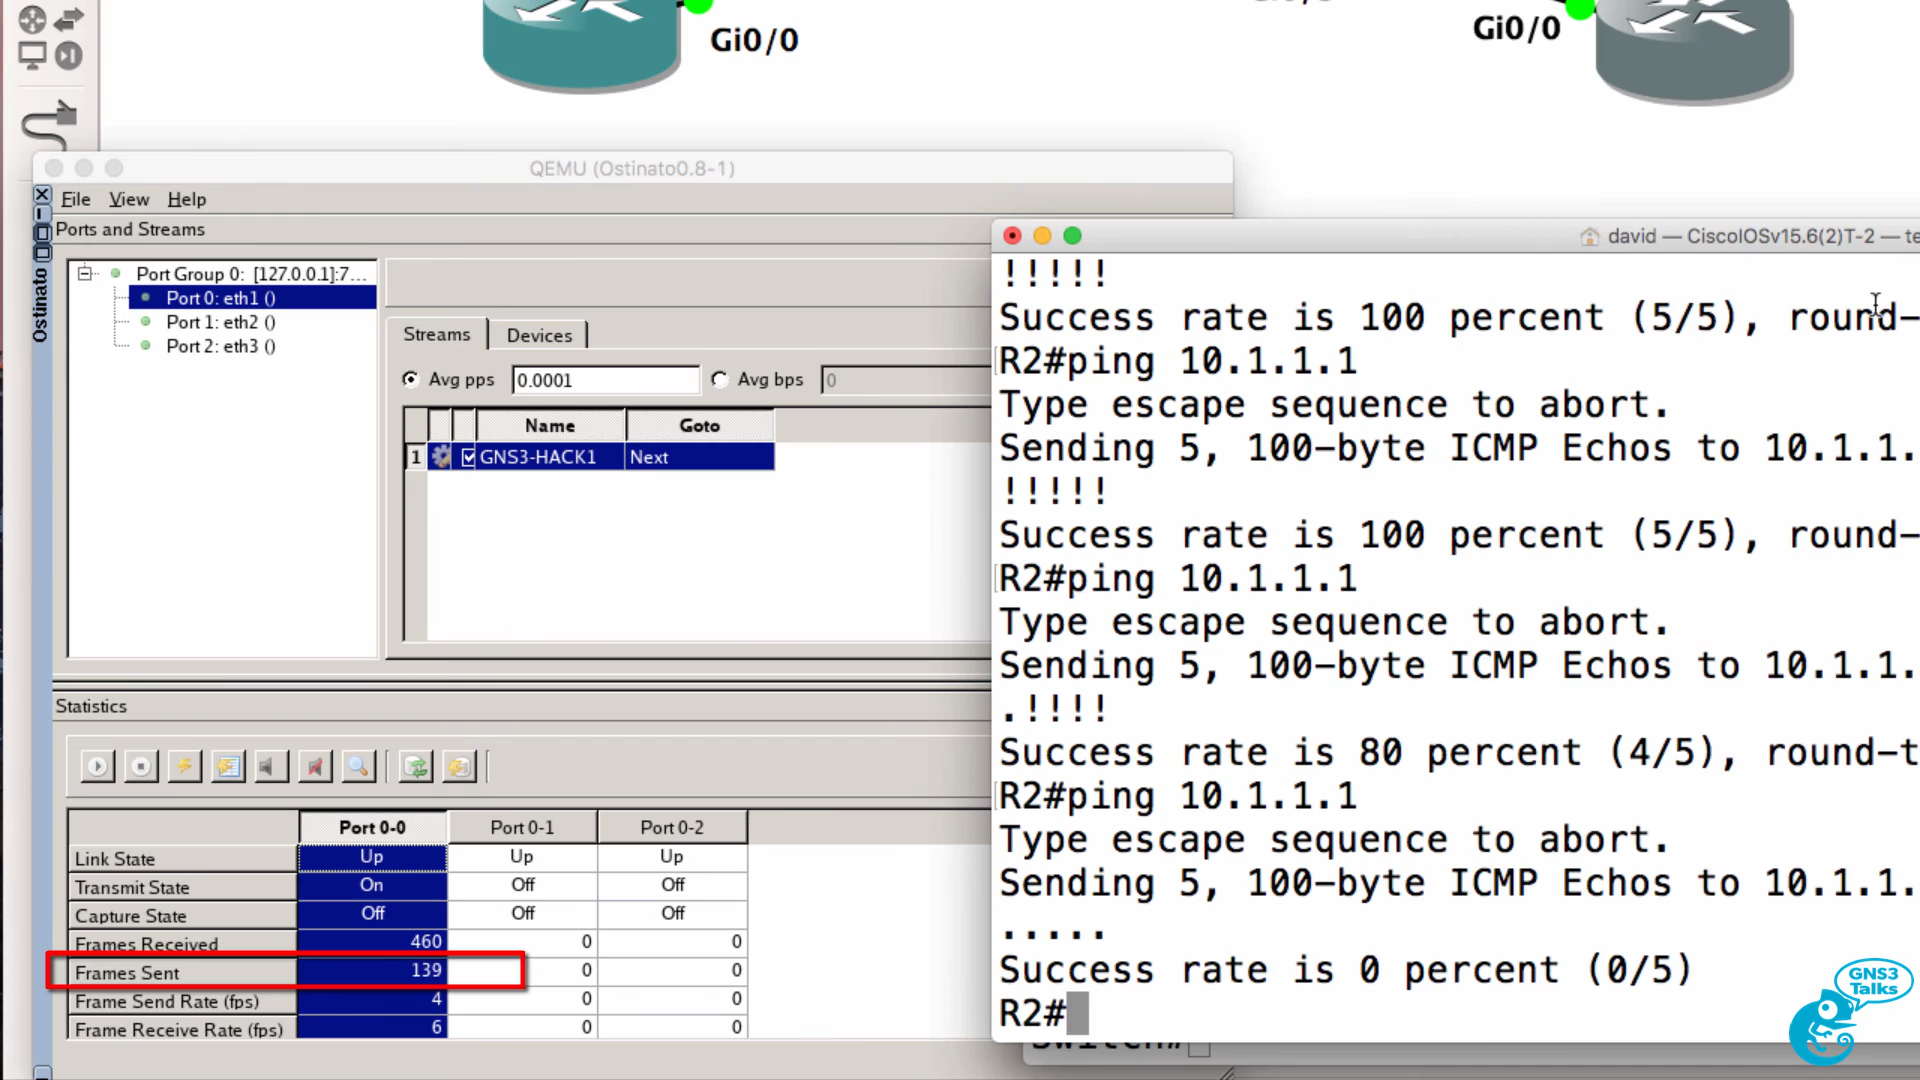 Gi0/0
Gi0/0
QEMU (Ostinato0.8-1)
File View Help
Ostinato
Ports and Streams
Port Group 0: [127.0.0.1]:7...
Port 0: eth1 ()
Port 1: eth2 ()
Port 2: eth3 ()
Streams
Devices
Avg pps
0.0001
Avg bps
0
Name Goto
1 GNS3-HACK1 Next
Statistics
Port 0-0 Port 0-1 Port 0-2
Link State Up Up Up
Transmit State On Off Off
Capture State Off Off Off
Frames Received 460 0 0
Frames Sent 139 0 0
Frame Send Rate (fps) 4 0 0
Frame Receive Rate (fps) 6 0 0
david — CiscoIOSv15.6(2)T-2 — te
!!!!!
Success rate is 100 percent (5/5), round-
R2#ping 10.1.1.1
Type escape sequence to abort.
Sending 5, 100-byte ICMP Echos to 10.1.1.
!!!!!
Success rate is 100 percent (5/5), round-
R2#ping 10.1.1.1
Type escape sequence to abort.
Sending 5, 100-byte ICMP Echos to 10.1.1.
.!!!!
Success rate is 80 percent (4/5), round-t
R2#ping 10.1.1.1
Type escape sequence to abort.
Sending 5, 100-byte ICMP Echos to 10.1.1.
.....
Success rate is 0 percent (0/5)
R2#
Switch#
GNS3
Talks